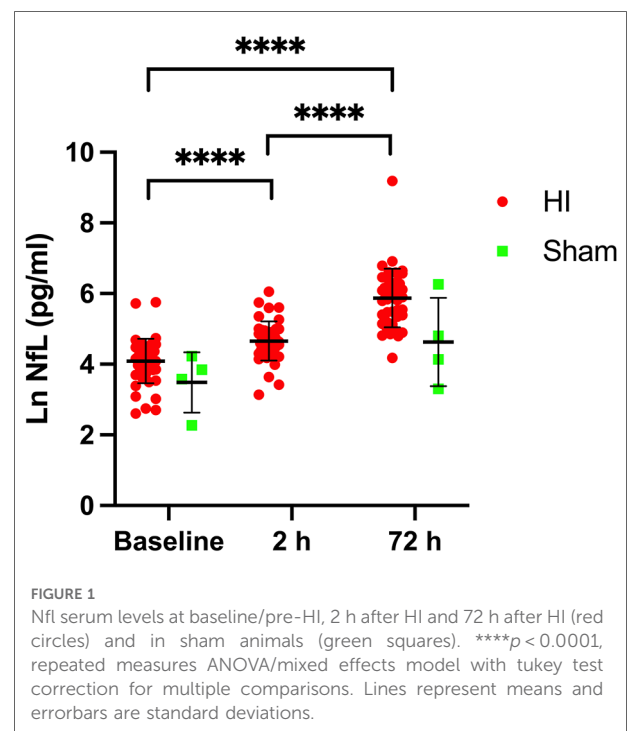 ****
****
****
10
8
6
4
2
0
Ln NfL (pg/ml)
HI
Sham
Baseline 2 h 72 h
FIGURE 1
Nfl serum levels at baseline/pre-HI, 2 h after HI and 72 h after HI (red
circles) and in sham animals (green squares). ****p < 0.0001,
repeated measures ANOVA/mixed effects model with tukey test
correction for multiple comparisons. Lines represent means and
errorbars are standard deviations.